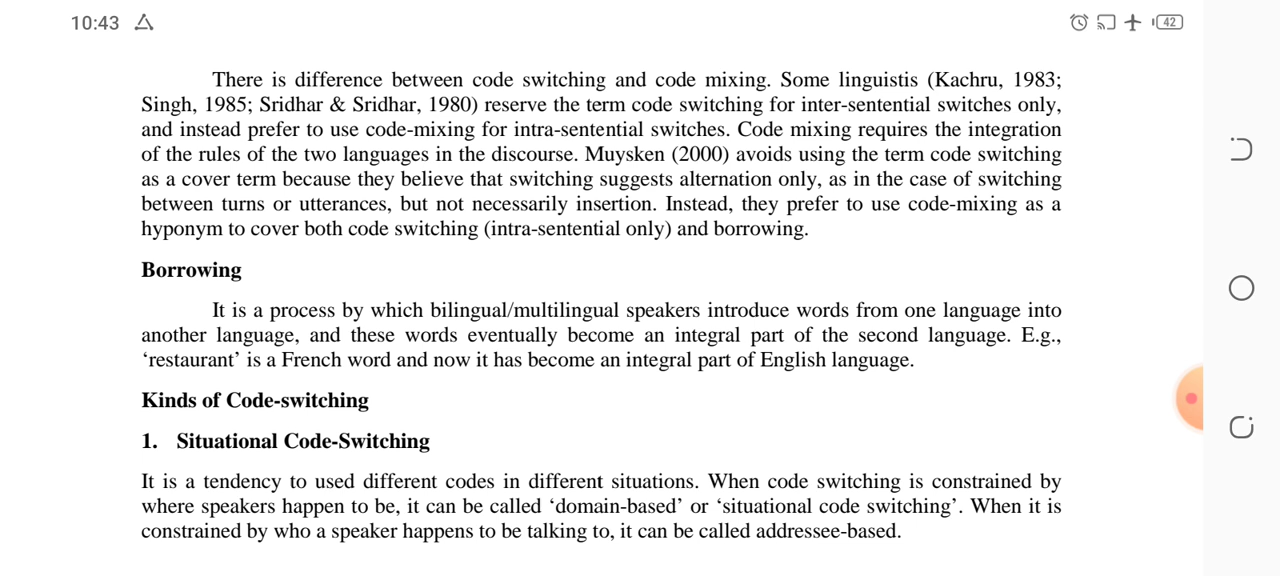 10:43
42
There is difference between code switching and code mixing. Some linguistis (Kachru, 1983;
Singh, 1985; Sridhar & Sridhar, 1980) reserve the term code switching for inter-sentential switches only,
and instead prefer to use code-mixing for intra-sentential switches. Code mixing requires the integration
of the rules of the two languages in the discourse. Muysken (2000) avoids using the term code switching
as a cover term because they believe that switching suggests alternation only, as in the case of switching
between turns or utterances, but not necessarily insertion. Instead, they prefer to use code-mixing as a
hyponym to cover both code switching (intra-sentential only) and borrowing.
Borrowing
It is a process by which bilingual/multilingual speakers introduce words from one language into
another language, and these words eventually become an integral part of the second language. E.g.,
‘restaurant’ is a French word and now it has become an integral part of English language.
Kinds of Code-switching
1. Situational Code-Switching
It is a tendency to used different codes in different situations. When code switching is constrained by
where speakers happen to be, it can be called ‘domain-based’ or ‘situational code switching’. When it is
constrained by who a speaker happens to be talking to, it can be called addressee-based.